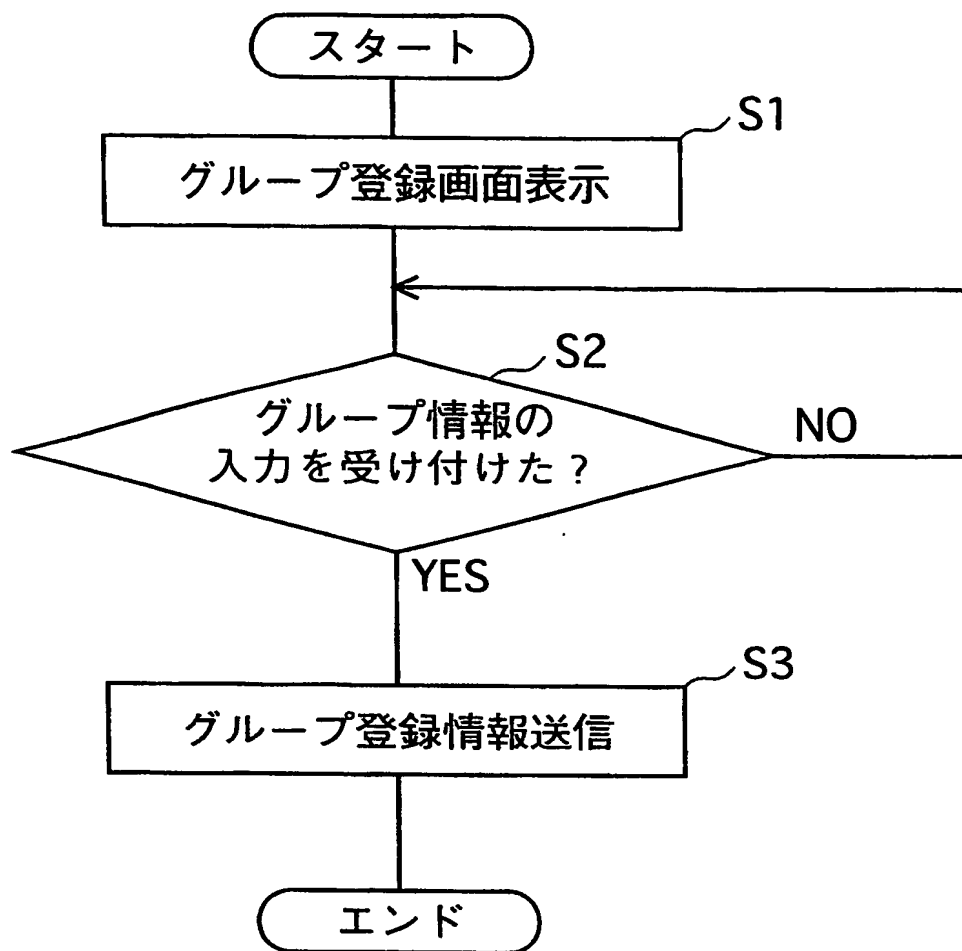 スタート
S1
グループ登録画面表示
S2
グループ情報の
入力を受け付けた?
NO
YES
S3
グループ登録情報送信
エンド